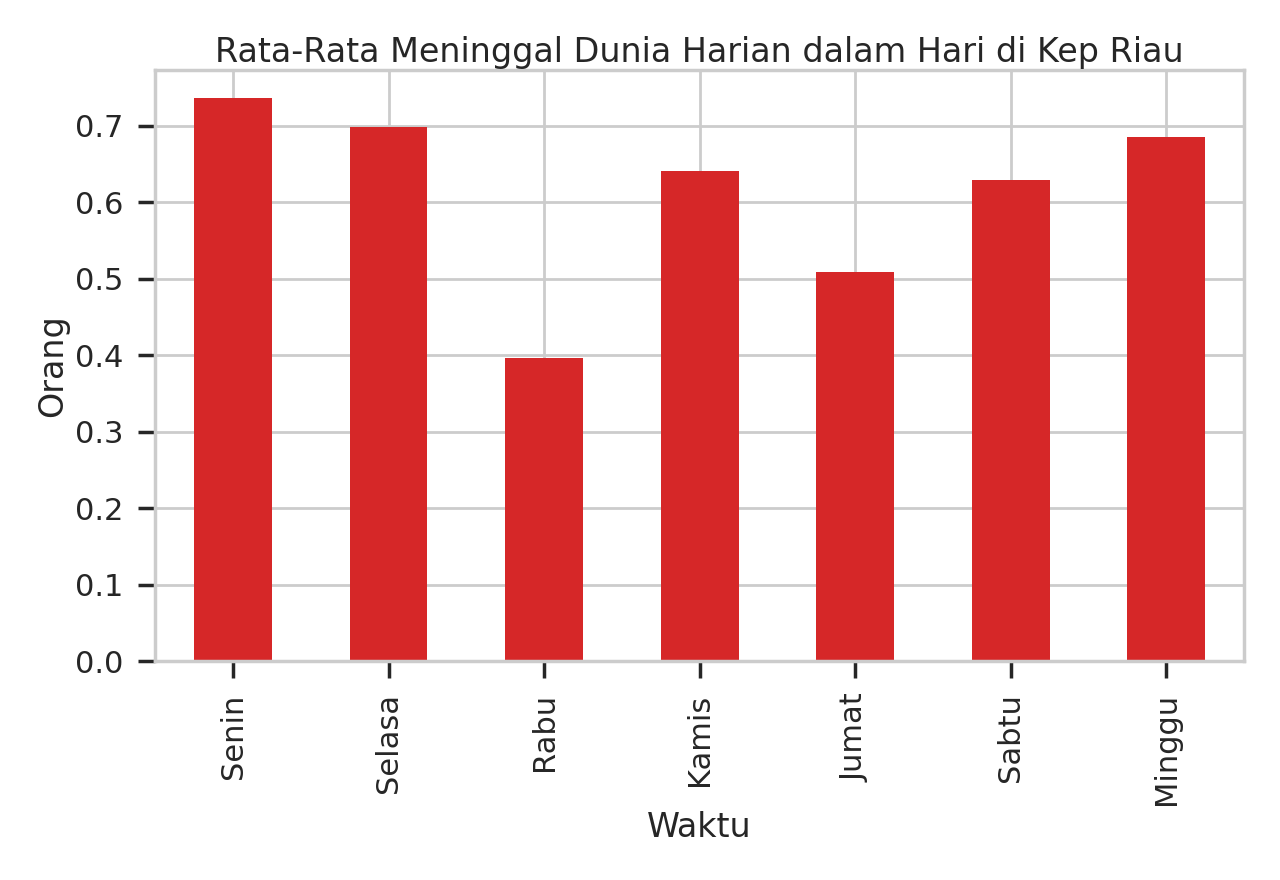 Rata-Rata Meninggal Dunia Harian dalam Hari di Kep Riau
0.7
0.6
0.5
0.4
0.3
0.2
0.1
0.0
Orang
Senin
Selasa
Rabu
Kamis
Jumat
Sabtu
Minggu
Waktu